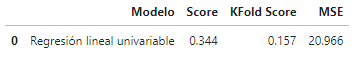 Modelo Score KFold Score MSE
0 Regresión lineal univariable 0.344 0.157 20.966